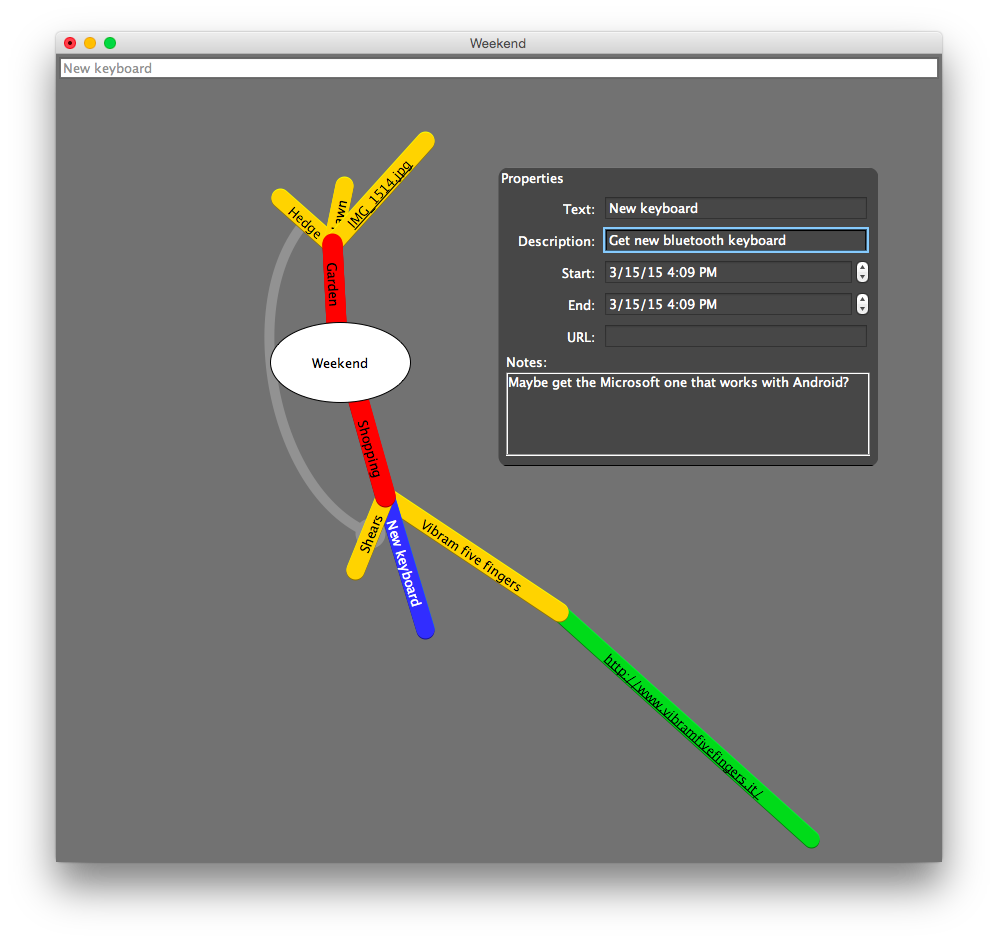 Weekend
New keyboard
Hedge
IMG_1514.jpg
Garden
Weekend
Shopping
Shears
New keyboard
Vibram five fingers
http://www.vibramfivefingers.it/
Properties
Text: New keyboard
Description: Get new bluetooth keyboard
Start: 3/15/15 4:09 PM
End: 3/15/15 4:09 PM
URL:
Notes:
Maybe get the Microsoft one that works with Android?